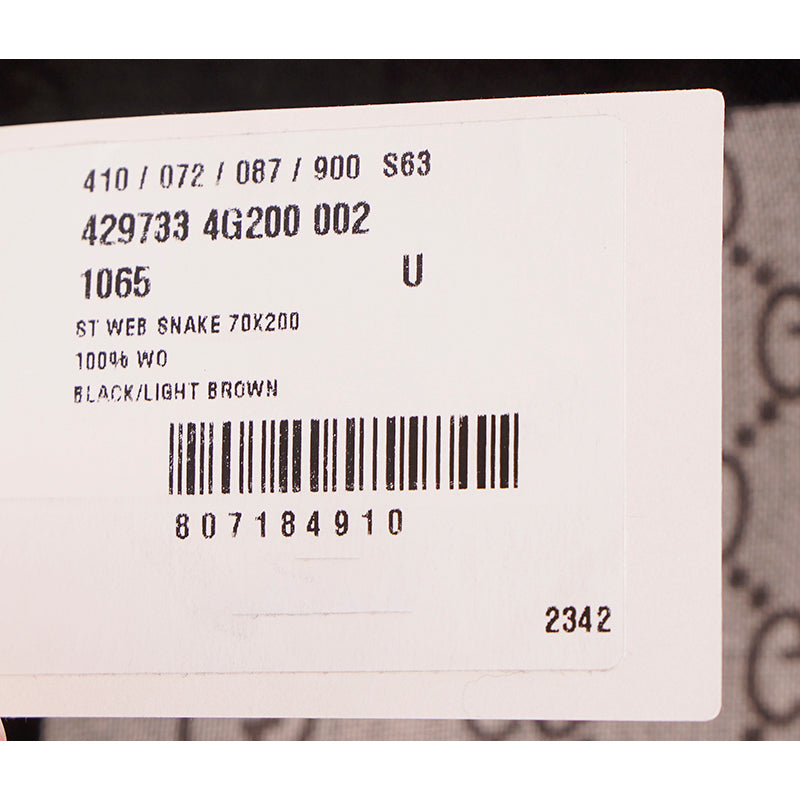 410 / 072 / 087 / 900 S63
429733 4G200 002
1065 U
ST WEB SNAKE 70X200
100% WO
BLACK/LIGHT BROWN
807184910
2342